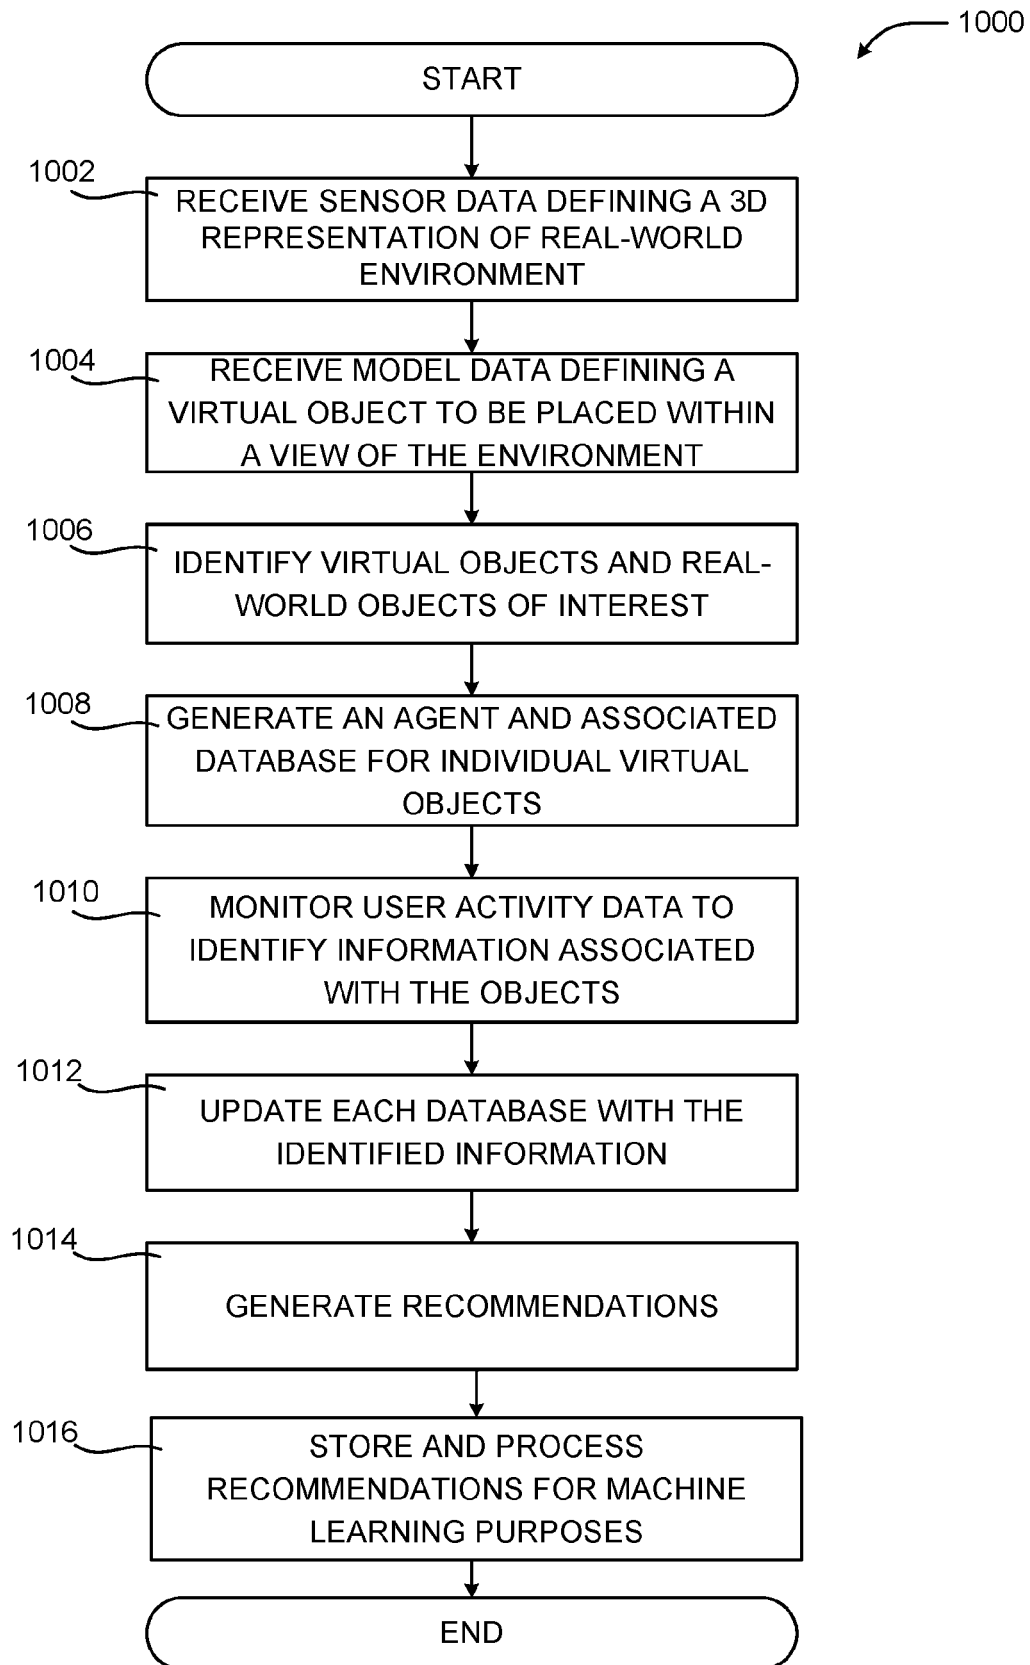 1000
START
1002
RECEIVE SENSOR DATA DEFINING A 3D
REPRESENTATION OF REAL-WORLD
ENVIRONMENT
1004
RECEIVE MODEL DATA DEFINING A
VIRTUAL OBJECT TO BE PLACED WITHIN
A VIEW OF THE ENVIRONMENT
1006
IDENTIFY VIRTUAL OBJECTS AND REAL-
WORLD OBJECTS OF INTEREST
1008
GENERATE AN AGENT AND ASSOCIATED
DATABASE FOR INDIVIDUAL VIRTUAL
OBJECTS
1010
MONITOR USER ACTIVITY DATA TO
IDENTIFY INFORMATION ASSOCIATED
WITH THE OBJECTS
1012
UPDATE EACH DATABASE WITH THE
IDENTIFIED INFORMATION
1014
GENERATE RECOMMENDATIONS
1016
STORE AND PROCESS
RECOMMENDATIONS FOR MACHINE
LEARNING PURPOSES
END